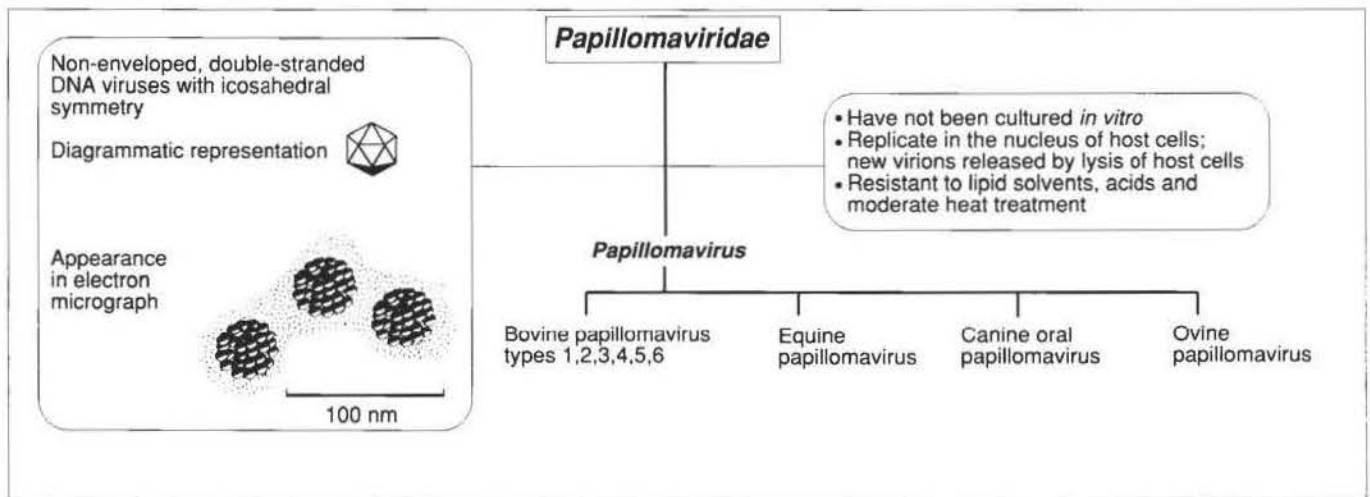 Papillomaviridae
Non-enveloped, double-stranded
DNA viruses with icosahedral
symmetry
Diagrammatic representation
Appearance
in electron
micrograph
100 nm
• Have not been cultured in vitro
• Replicate in the nucleus of host cells;
new virions released by lysis of host cells
• Resistant to lipid solvents, acids and
moderate heat treatment
Papillomavirus
Bovine papillomavirus
types 1,2,3,4,5,6
Equine
papillomavirus
Canine oral
papillomavirus
Ovine
papillomavirus